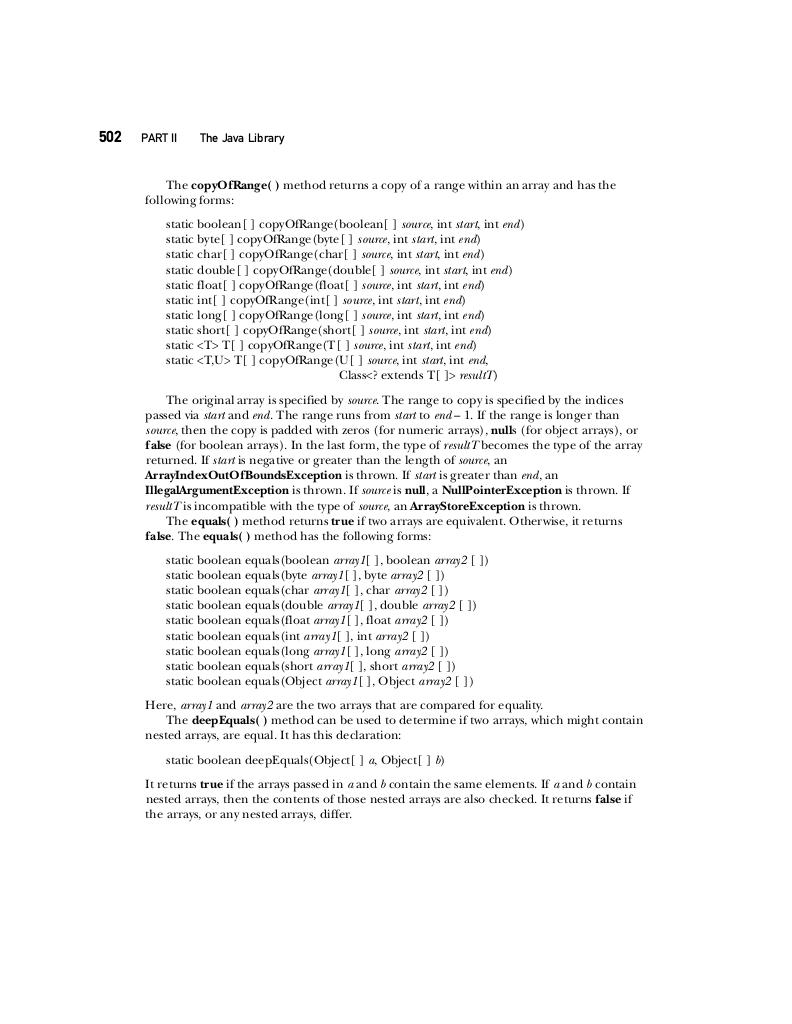 502 PART II The Java Library
The copyOfRange( ) method returns a copy of a range within an array and has the
following forms:
static boolean[ ] copyOfRange(boolean[ ] source, int start, int end)
static byte[ ] copyOfRange(byte[ ] source, int start, int end)
static char[ ] copyOfRange(char[ ] source, int start, int end)
static double[ ] copyOfRange(double[ ] source, int start, int end)
static float[ ] copyOfRange(float[ ] source, int start, int end)
static int[ ] copyOfRange(int[ ] source, int start, int end)
static long[ ] copyOfRange(long[ ] source, int start, int end)
static short[ ] copyOfRange(short[ ] source, int start, int end)
static <T> T[ ] copyOfRange(T[ ] source, int start, int end)
static <T,U> T[ ] copyOfRange(U[ ] source, int start, int end,
Class<? extends T[ ]> resultT)
The original array is specified by source. The range to copy is specified by the indices
passed via start and end. The range runs from start to end – 1. If the range is longer than
source, then the copy is padded with zeros (for numeric arrays), nulls (for object arrays), or
false (for boolean arrays). In the last form, the type of resultT becomes the type of the array
returned. If start is negative or greater than the length of source, an
ArrayIndexOutOfBoundsException is thrown. If start is greater than end, an
IllegalArgumentException is thrown. If source is null, a NullPointerException is thrown. If
resultT is incompatible with the type of source, an ArrayStoreException is thrown.
The equals( ) method returns true if two arrays are equivalent. Otherwise, it returns
false. The equals( ) method has the following forms:
static boolean equals(boolean array1[ ], boolean array2 [ ])
static boolean equals(byte array1[ ], byte array2 [ ])
static boolean equals(char array1[ ], char array2 [ ])
static boolean equals(double array1[ ], double array2 [ ])
static boolean equals(float array1[ ], float array2 [ ])
static boolean equals(int array1[ ], int array2 [ ])
static boolean equals(long array1[ ], long array2 [ ])
static boolean equals(short array1[ ], short array2 [ ])
static boolean equals(Object array1[ ], Object array2 [ ])
Here, array1 and array2 are the two arrays that are compared for equality.
The deepEquals( ) method can be used to determine if two arrays, which might contain
nested arrays, are equal. It has this declaration:
static boolean deepEquals(Object[ ] a, Object[ ] b)
It returns true if the arrays passed in a and b contain the same elements. If a and b contain
nested arrays, then the contents of those nested arrays are also checked. It returns false if
the arrays, or any nested arrays, differ.